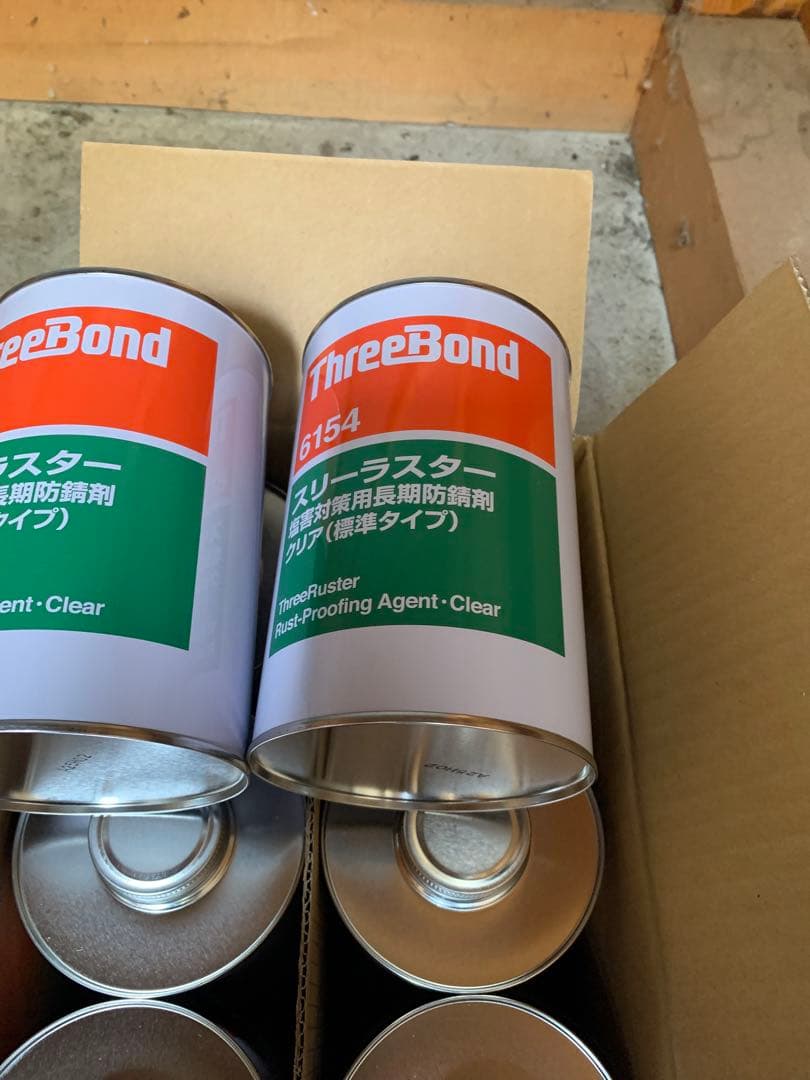 eeBond
ラスター
長期防錆剤
タイプ)
ent・Clear
ThreeBond
6154
スリーラスター
塩害対策用長期防錆剤
クリア(標準タイプ)
ThreeRuster
Rust-Proofing Agent・Clear
A25H02